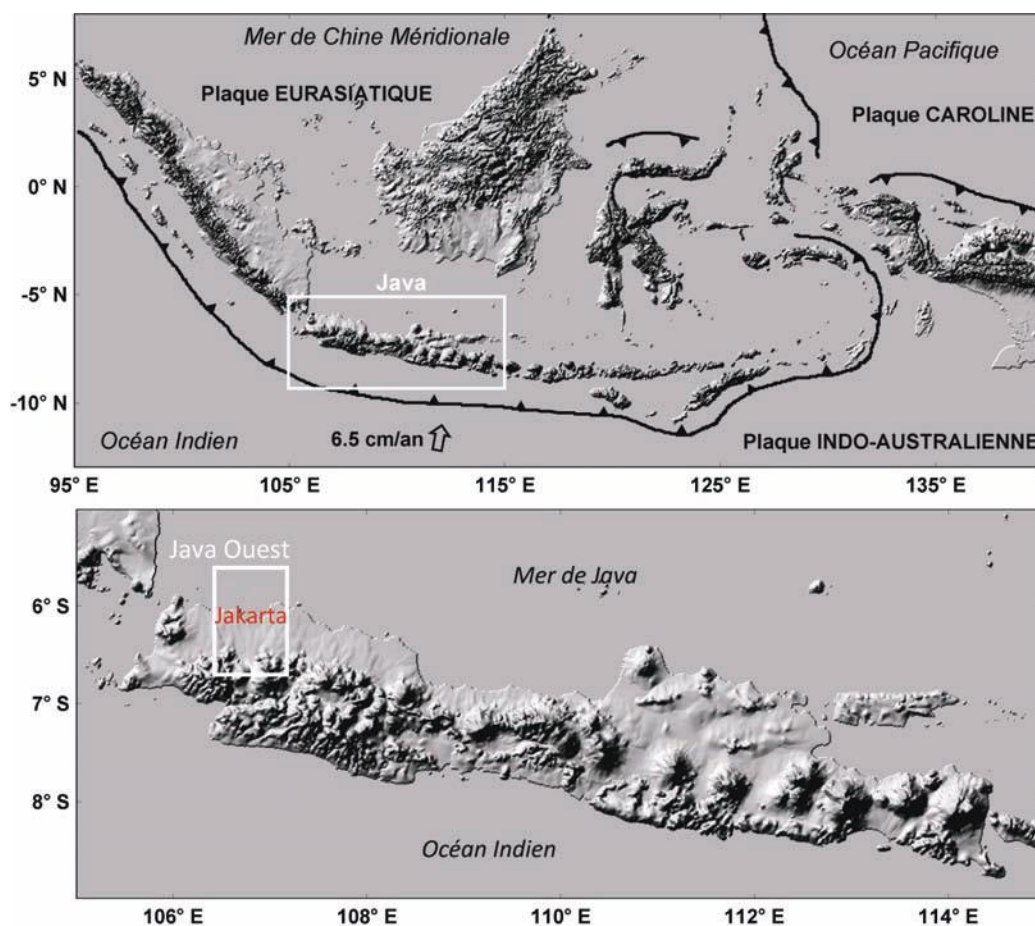 Mer de Chine Méridionale
Océan Pacifique
5° N
Plaque EURASIATIQUE
Plaque CAROLINE
0° N
-5° N
Java
-10° N
Océan Indien
6.5 cm/an
Plaque INDO-AUSTRALIENNE
95° E
105° E
115° E
125° E
135° E
Java Ouest
Mer de Java
6° S
Jakarta
7° S
8° S
Océan Indien
106° E
108° E
110° E
112° E
114° E